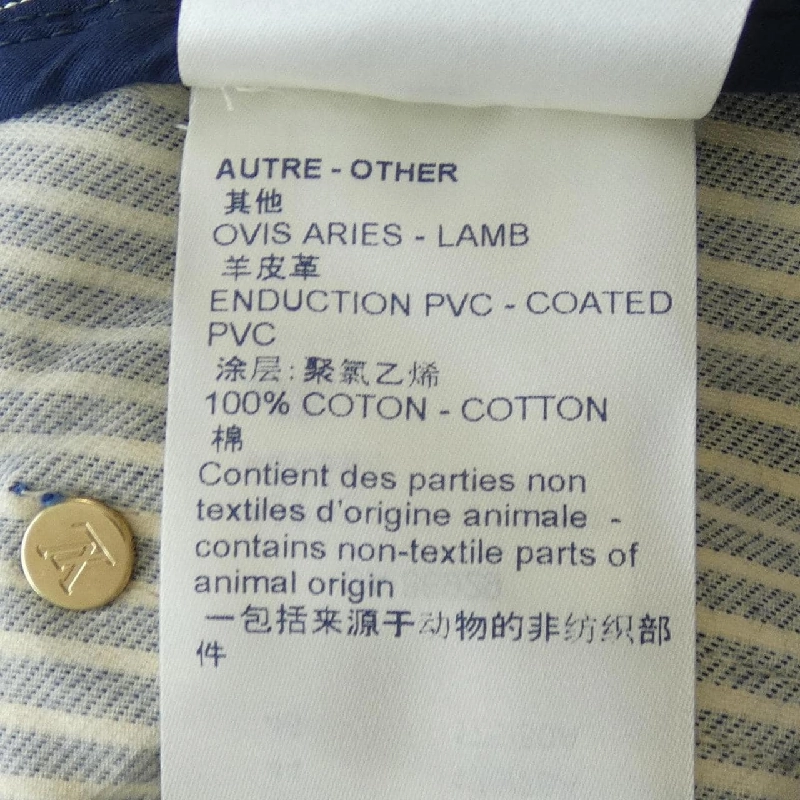 AUTRE - OTHER
其他
OVIS ARIES - LAMB
羊皮革
ENDUCTION PVC - COATED
PVC
涂层:聚氯乙烯
100% COTON - COTTON
棉
Contient des parties non
textiles d'origine animale -
contains non-textile parts of
animal origin
一包括来源于动物的非纺织部
件
LV